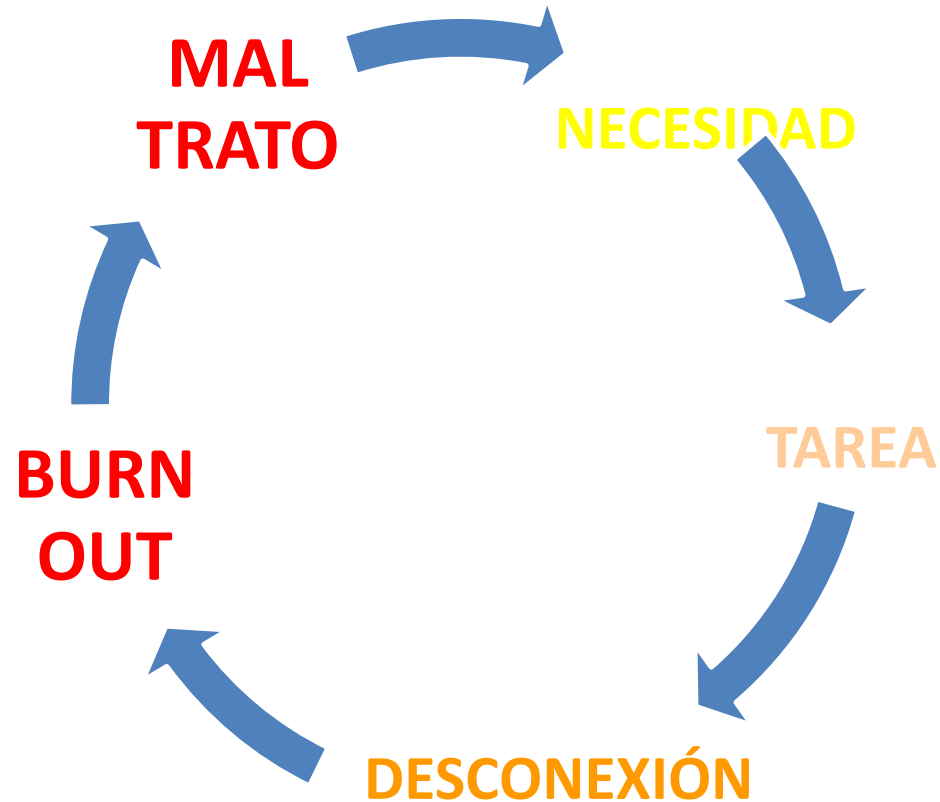 MAL
TRATO
NECESIDAD
TAREA
DESCONEXIÓN
BURN
OUT